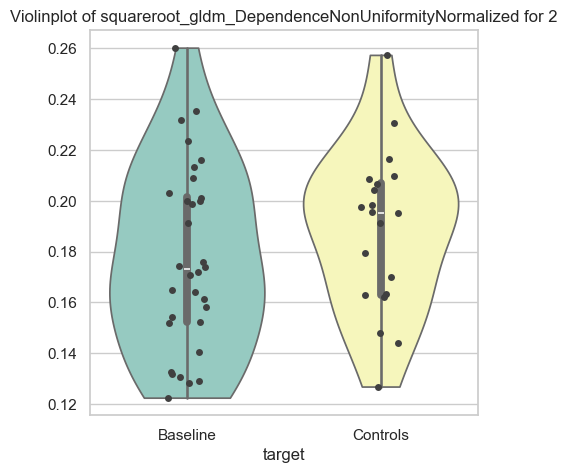 Violinplot of squareroot_gldm_DependenceNonUniformityNormalized for 2
0.26
0.24
0.22
0.20
0.18
0.16
0.14
0.12
Baseline Controls
target